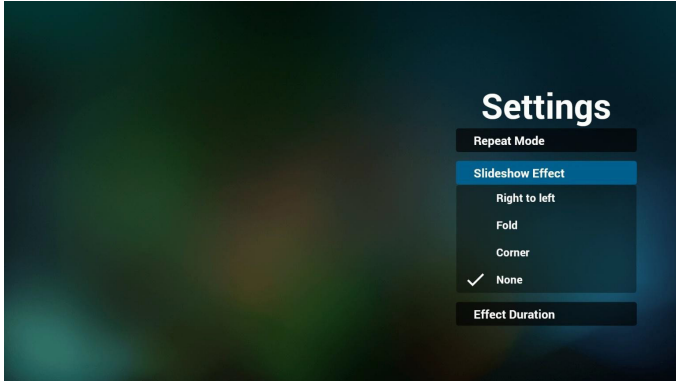 Settings
Repeat Mode
Slideshow Effect
Right to left
Fold
Corner
None
Effect Duration